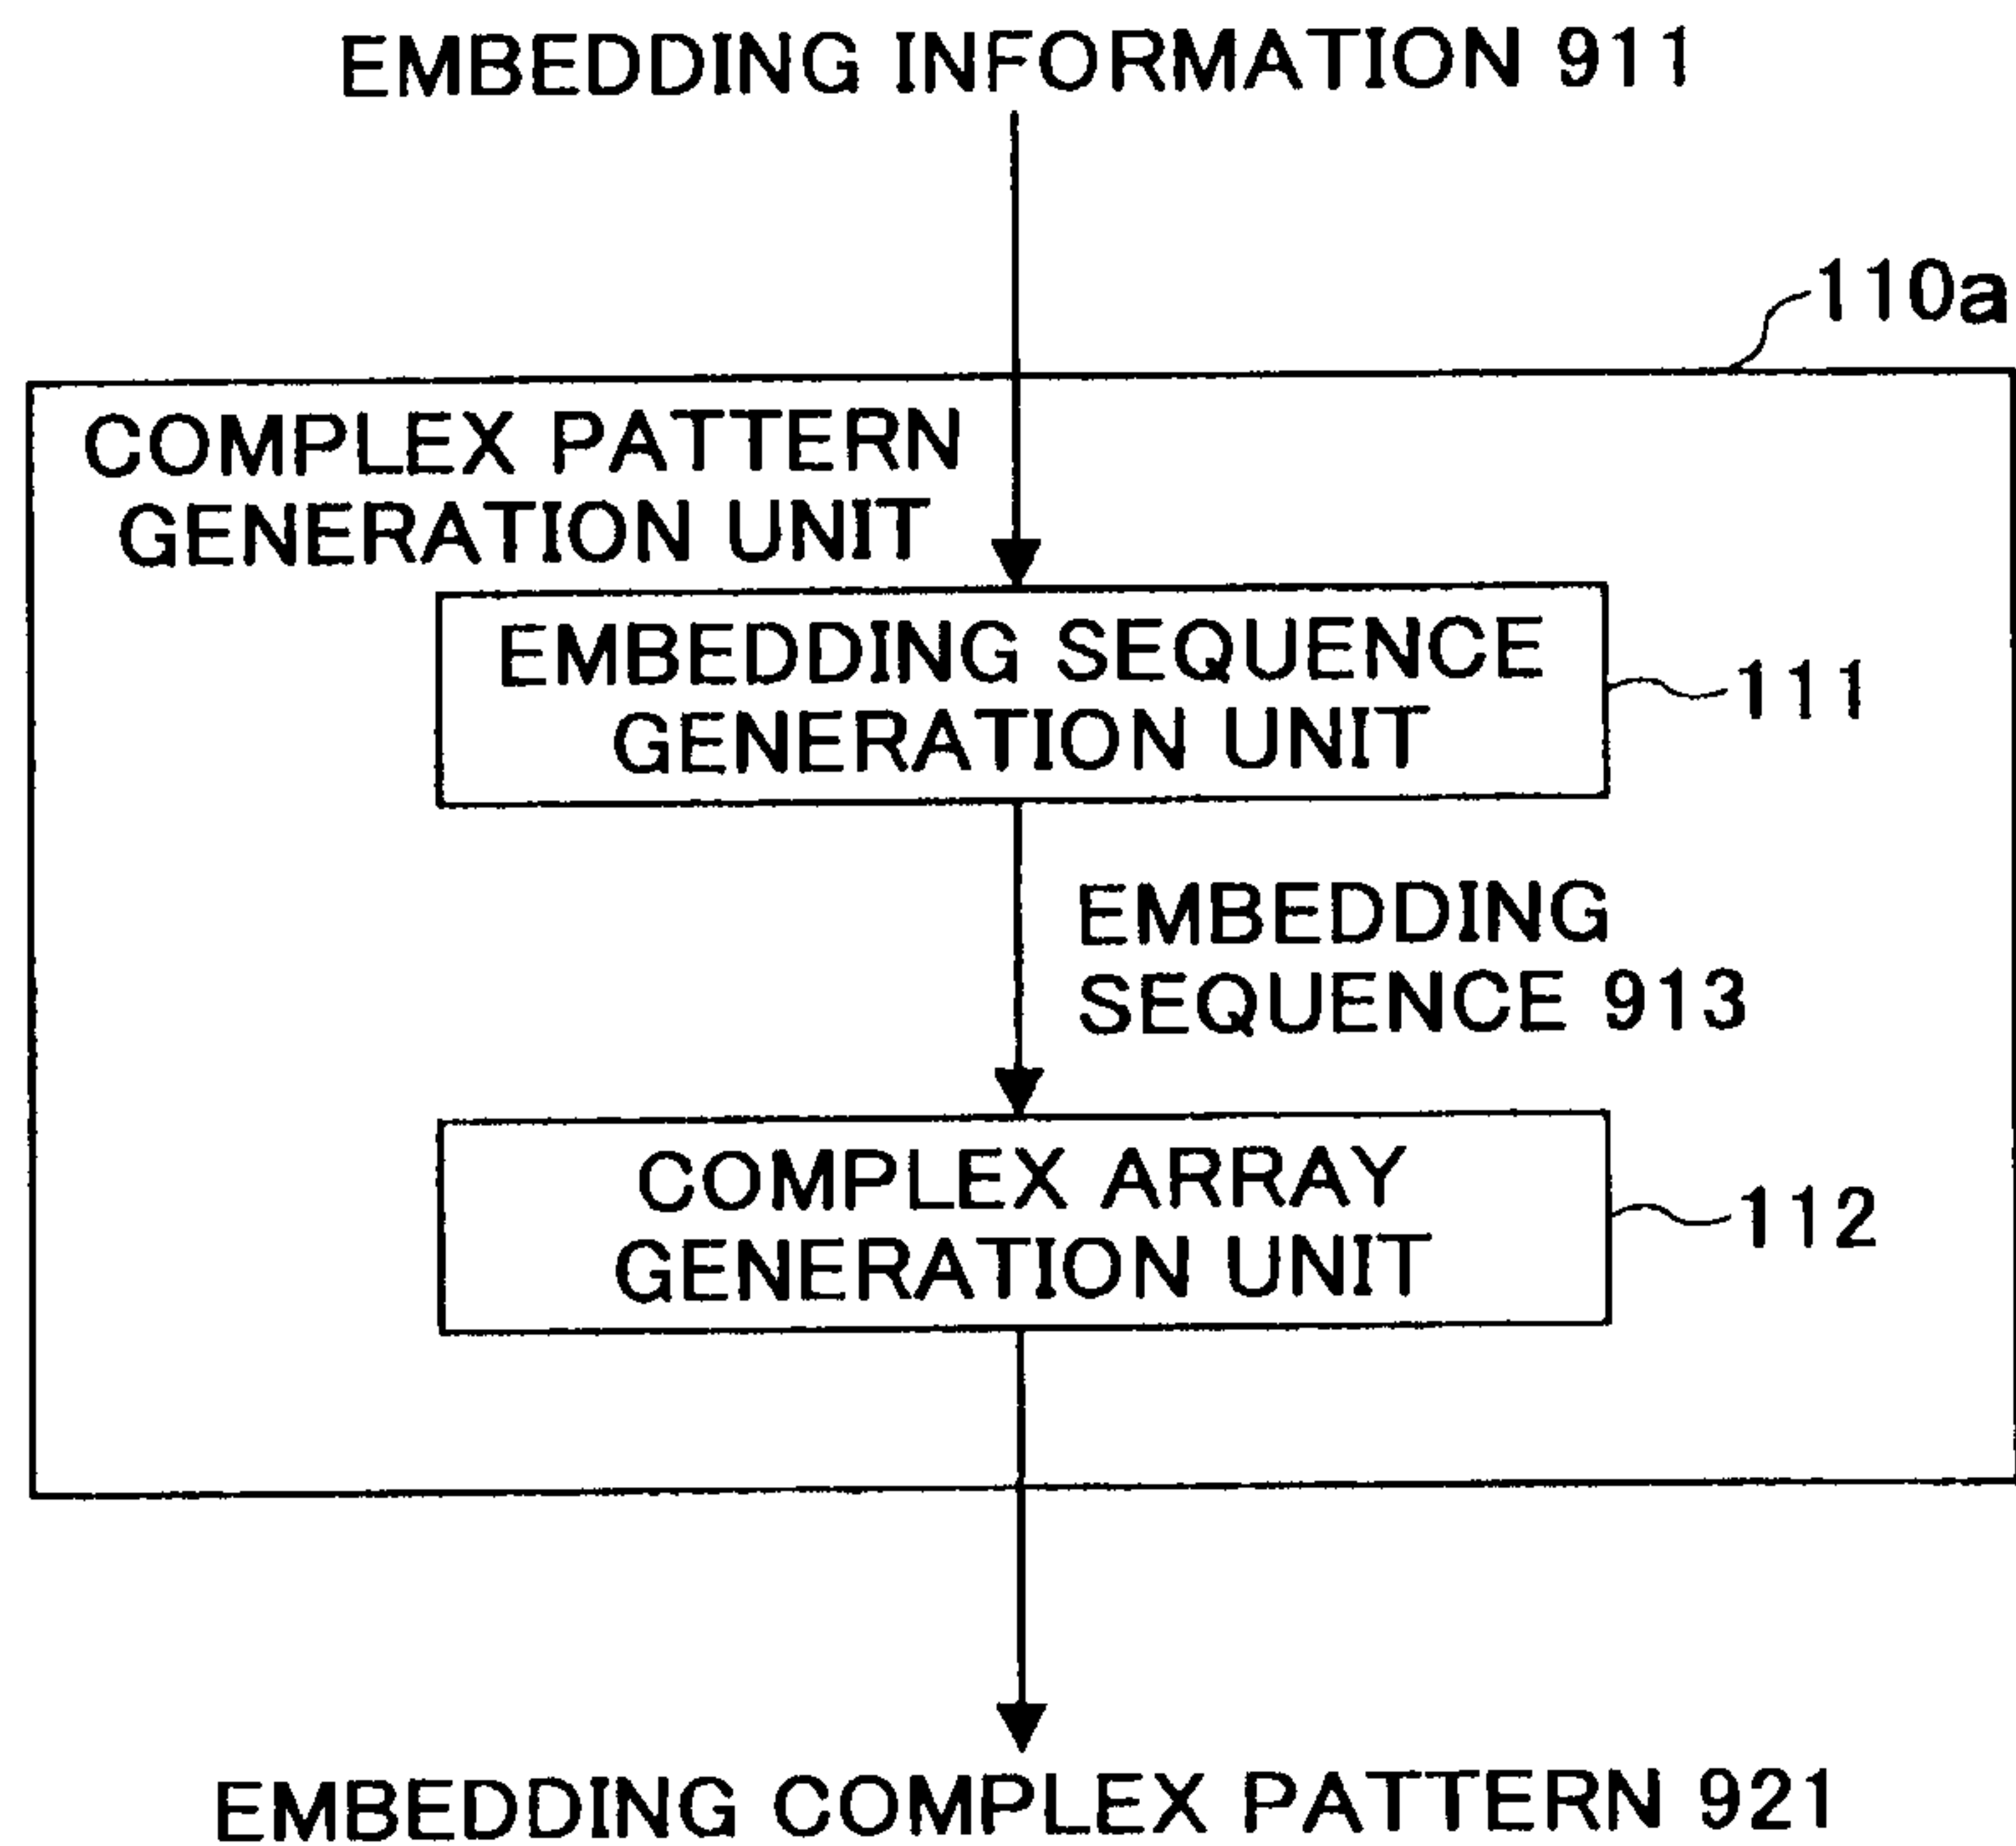 EMBEDDING INFORMATION 911
110a
COMPLEX PATTERN
GENERATION UNIT
EMBEDDING SEQUENCE
GENERATION UNIT
111
EMBEDDING
SEQUENCE 913
COMPLEX ARRAY
GENERATION UNIT
112
EMBEDDING COMPLEX PATTERN 921